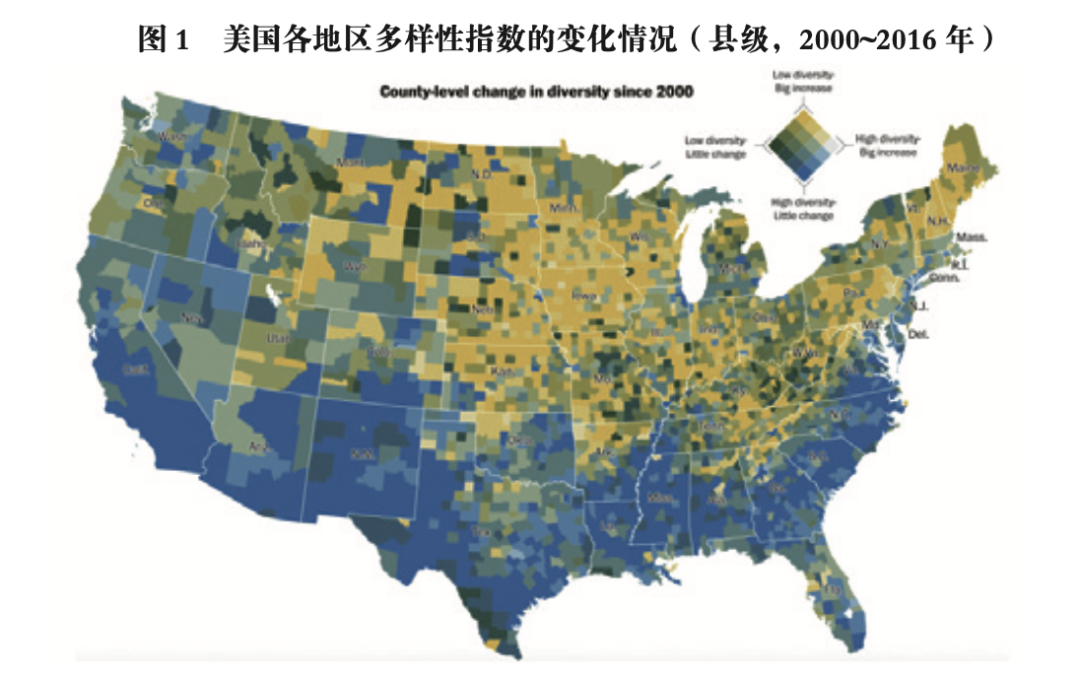 图 1 美国各地区多样性指数的变化情况（县级，2000~2016 年）
County-level change in diversity since 2000
Low diversity-
Big increase
Low diversity-
Little change
High diversity-
Big increase
High diversity-
Little change
Wash.
Mont.
N.D.
Minn.
Maine
Vt.
N.H.
Ore.
Idaho
S.D.
Wis.
Mich.
N.Y.
Mass.
R.I.
Conn.
Wyo.
Iowa
Neb.
Pa.
N.J.
Nev.
Utah
Colo.
Ill.
Ind.
Ohio
Md.
Del.
Calif.
Kan.
Mo.
Ky.
W.Va.
Va.
Ariz.
N.M.
Okla.
Ark.
Tenn.
N.C.
S.C.
Tex.
La.
Miss.
Ala.
Ga.
Fla.